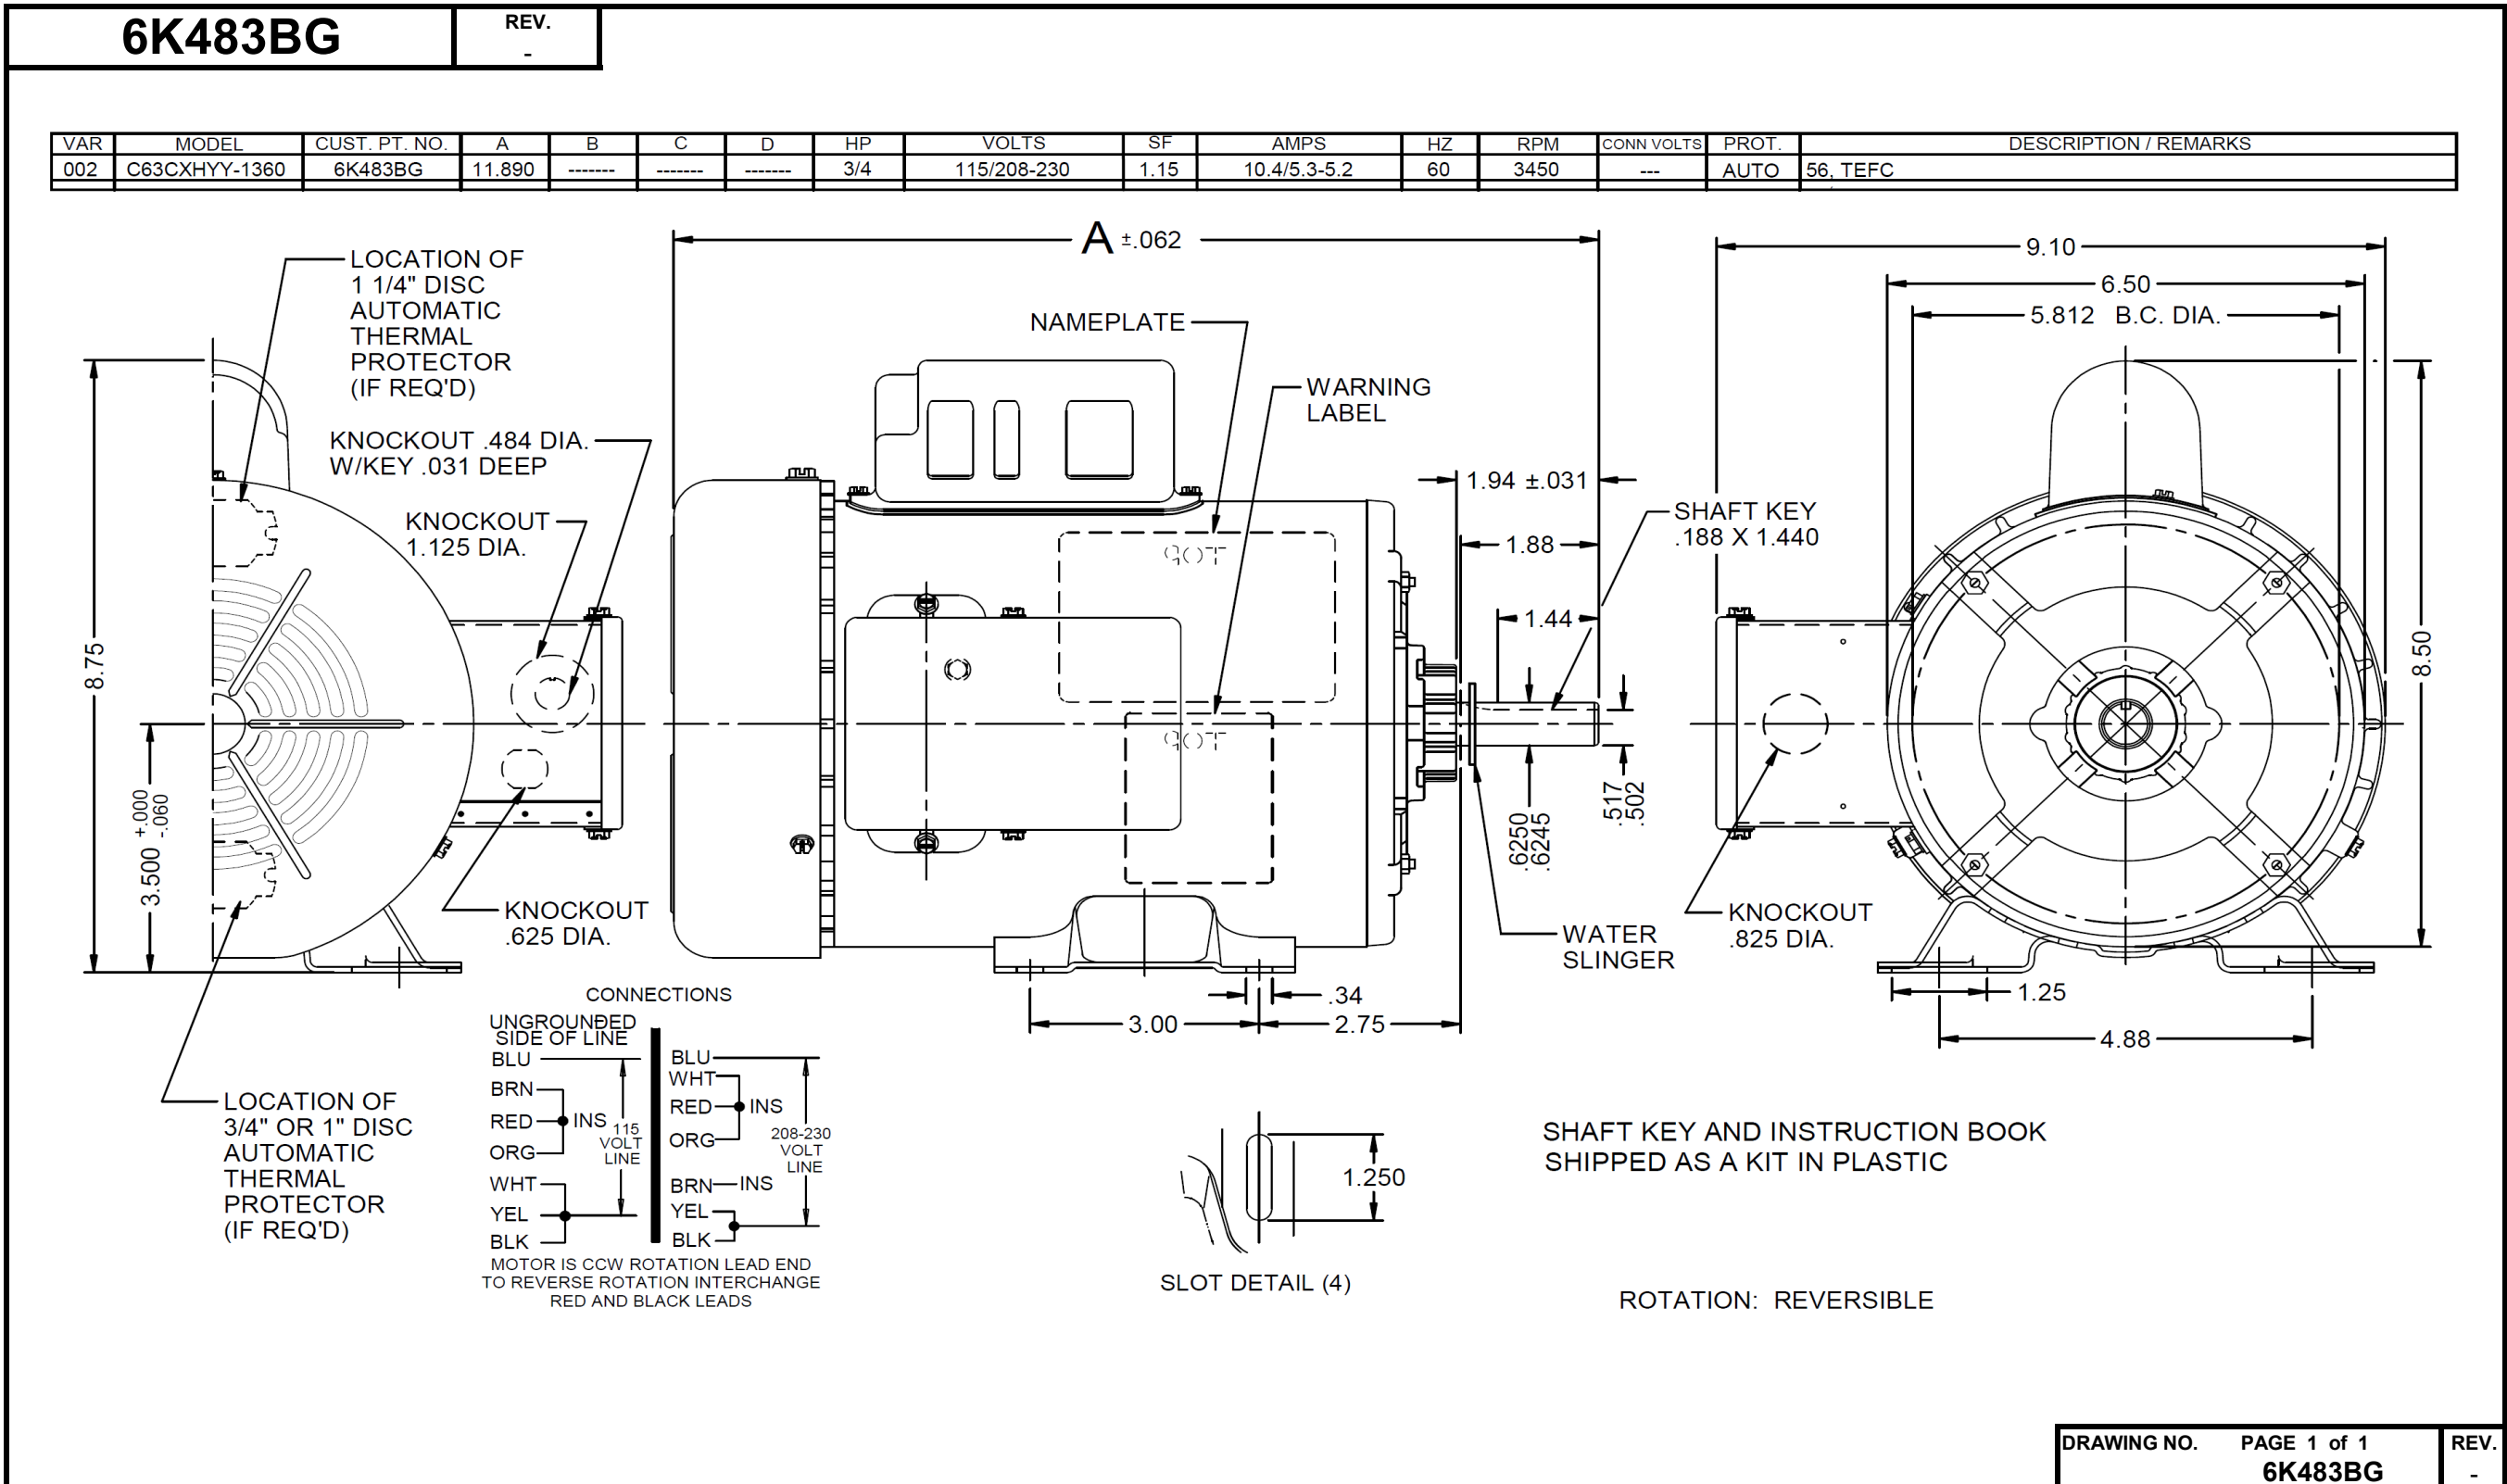 6K483BG
REV.
-
VAR MODEL CUST. PT. NO. A B C D HP VOLTS SF AMPS HZ RPM CONN VOLTS PROT. DESCRIPTION / REMARKS
002 C63CXHYY-1360 6K483BG 11.890 ------- ------- ------- 3/4 115/208-230 1.15 10.4/5.3-5.2 60 3450 --- AUTO 56, TEFC
LOCATION OF
1 1/4" DISC
AUTOMATIC
THERMAL
PROTECTOR
(IF REQ'D)
KNOCKOUT .484 DIA.
W/KEY .031 DEEP
KNOCKOUT
1.125 DIA.
8.75
3.500 +.000
-.060
KNOCKOUT
.625 DIA.
LOCATION OF
3/4" OR 1" DISC
AUTOMATIC
THERMAL
PROTECTOR
(IF REQ'D)
A ±.062
NAMEPLATE
WARNING
LABEL
1.94 ±.031
1.88
SHAFT KEY
.188 X 1.440
1.44
TOP
TOP
.6250
.6245
.517
.502
WATER
SLINGER
.34
3.00
2.75
9.10
6.50
5.812 B.C. DIA.
8.50
KNOCKOUT
.825 DIA.
1.25
4.88
CONNECTIONS
UNGROUNDED
SIDE OF LINE
BLU
BRN
RED
ORG
INS
WHT
YEL
BLK
115
VOLT
LINE
BLU
WHT
RED
ORG
INS
BRN
INS
YEL
BLK
208-230
VOLT
LINE
MOTOR IS CCW ROTATION LEAD END
TO REVERSE ROTATION INTERCHANGE
RED AND BLACK LEADS
1.250
SLOT DETAIL (4)
SHAFT KEY AND INSTRUCTION BOOK
SHIPPED AS A KIT IN PLASTIC
ROTATION: REVERSIBLE
DRAWING NO. PAGE 1 of 1
6K483BG
REV.
-